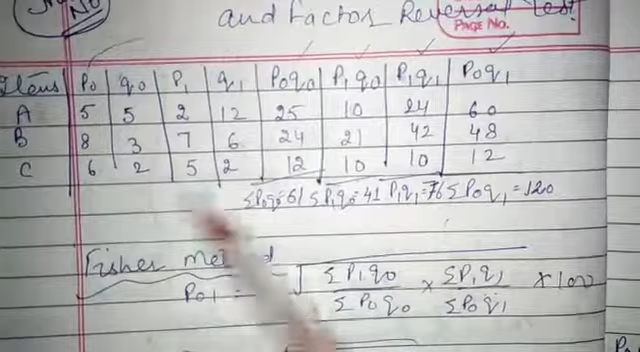 No
and Factor Reversal Test
PAGE No.
Items P0 q0 P1 q1 P0q0 P1q0 P1q1 P0q1
A 5 5 2 12 25 10 24 60
B 8 3 7 6 24 21 42 48
C 6 2 5 2 12 10 10 12
ΣP0q0=61 ΣP1q0=41 P1q1=76 ΣP0q1=120
Fisher Method
P01 = √ ΣP1q0 / ΣP0q0 × ΣP1q1 / ΣP0q1 ×100